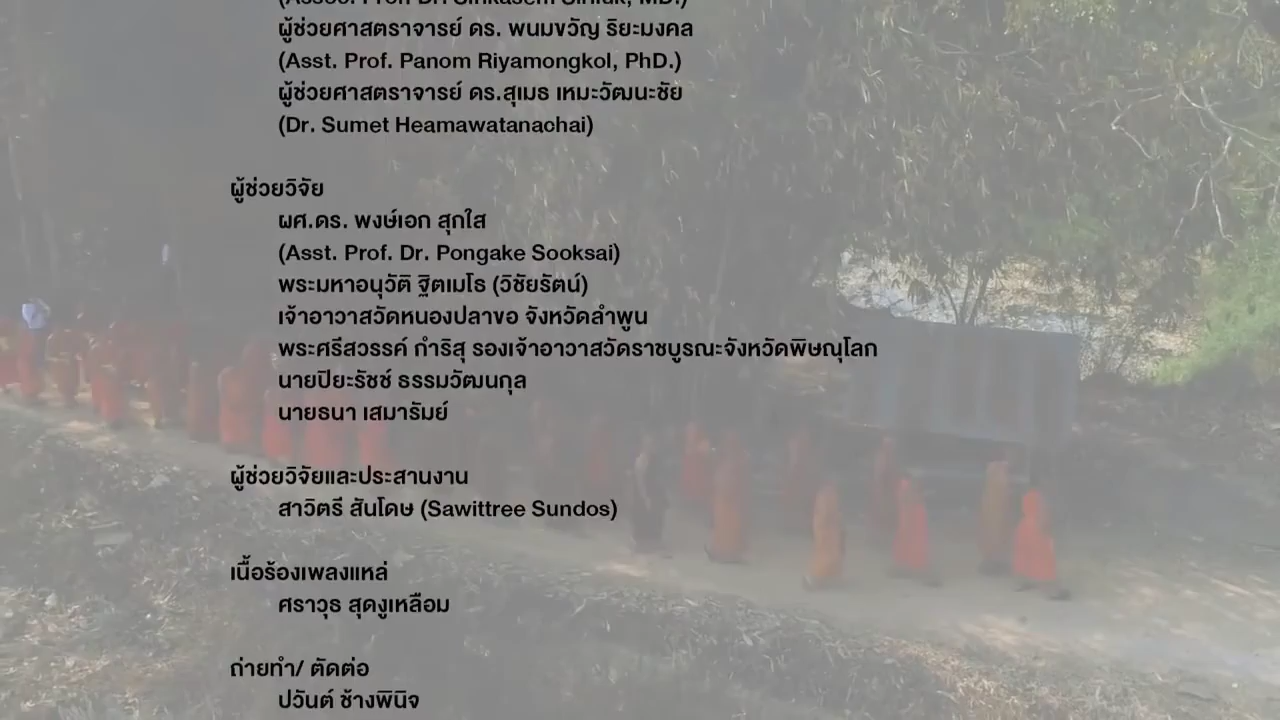 (Assoc. Prof Dr. Sirikasem Sirilak, MD.)
ผู้ช่วยศาสตราจารย์ ดร. พนมขวัญ ริยะมงคล
(Asst. Prof. Panom Riyamongkol, PhD.)
ผู้ช่วยศาสตราจารย์ ดร.สุเมธ เหมะวัฒนะชัย
(Dr. Sumet Heamawatanachai)
ผู้ช่วยวิจัย
ผศ.ดร. พงษ์เอก สุกใส
(Asst. Prof. Dr. Pongake Sooksai)
พระมหาอนุวัติ ฐิตเมโธ (วิชัยรัตน์)
เจ้าอาวาสวัดหนองปลาขอ จังหวัดลำพูน
พระศรีสวรรค์ กำริสุ รองเจ้าอาวาสวัดราชบูรณะจังหวัดพิษณุโลก
นายปิยะรัชช์ ธรรมวัฒนกุล
นายธนา เสมารัมย์
ผู้ช่วยวิจัยและประสานงาน
สาวิตรี สันโดษ (Sawittree Sundos)
เนื้อร้องเพลงแหล่
ศราวุธ สุดงูเหลือม
ถ่ายทำ/ ตัดต่อ
ปวันต์ ช้างพินิจ